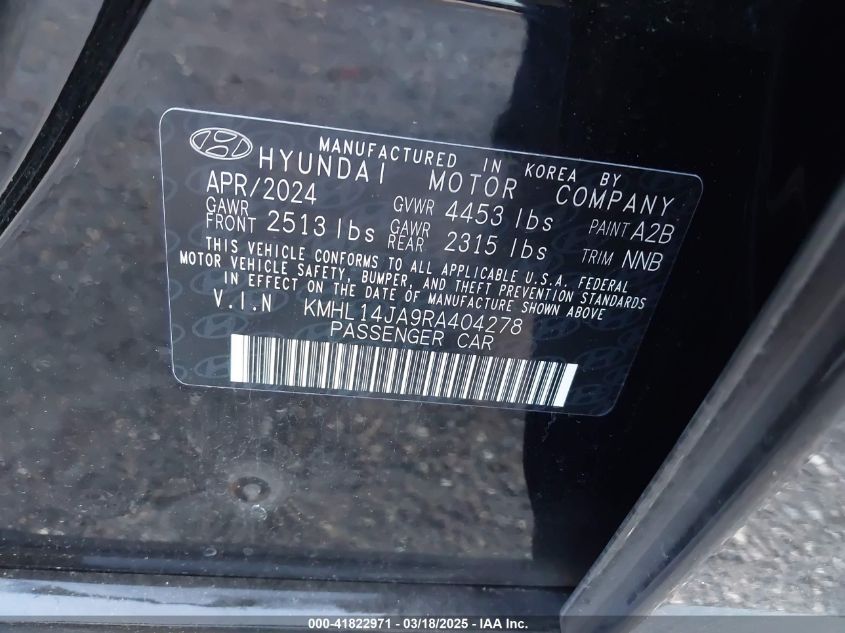 MANUFACTURED IN KOREA BY
HYUNDAI MOTOR COMPANY
APR/2024 GVWR 4453 lbs PAINT A2B
GAWR FRONT 2513 lbs GAWR REAR 2315 lbs TRIM NNB
THIS VEHICLE CONFORMS TO ALL APPLICABLE U.S.A. FEDERAL
MOTOR VEHICLE SAFETY, BUMPER, AND THEFT PREVENTION STANDARDS
IN EFFECT ON THE DATE OF MANUFACTURE SHOWN ABOVE
V.I.N KMHL14JA9RA404278
PASSENGER CAR
000-41822971 - 03/18/2025 - IAA Inc.